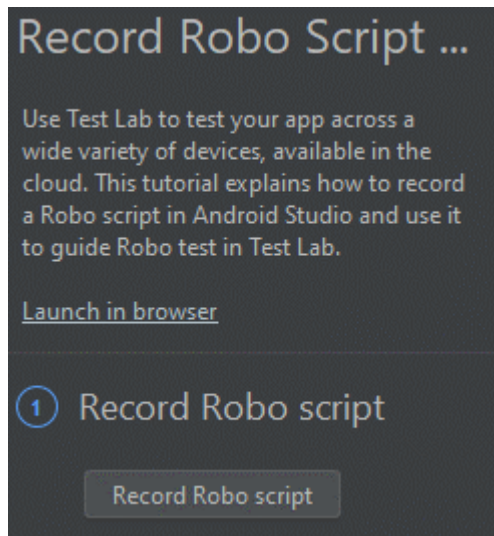 Record Robo Script ...
Use Test Lab to test your app across a
wide variety of devices, available in the
cloud. This tutorial explains how to record
a Robo script in Android Studio and use it
to guide Robo test in Test Lab.
Launch in browser
1 Record Robo script
Record Robo script